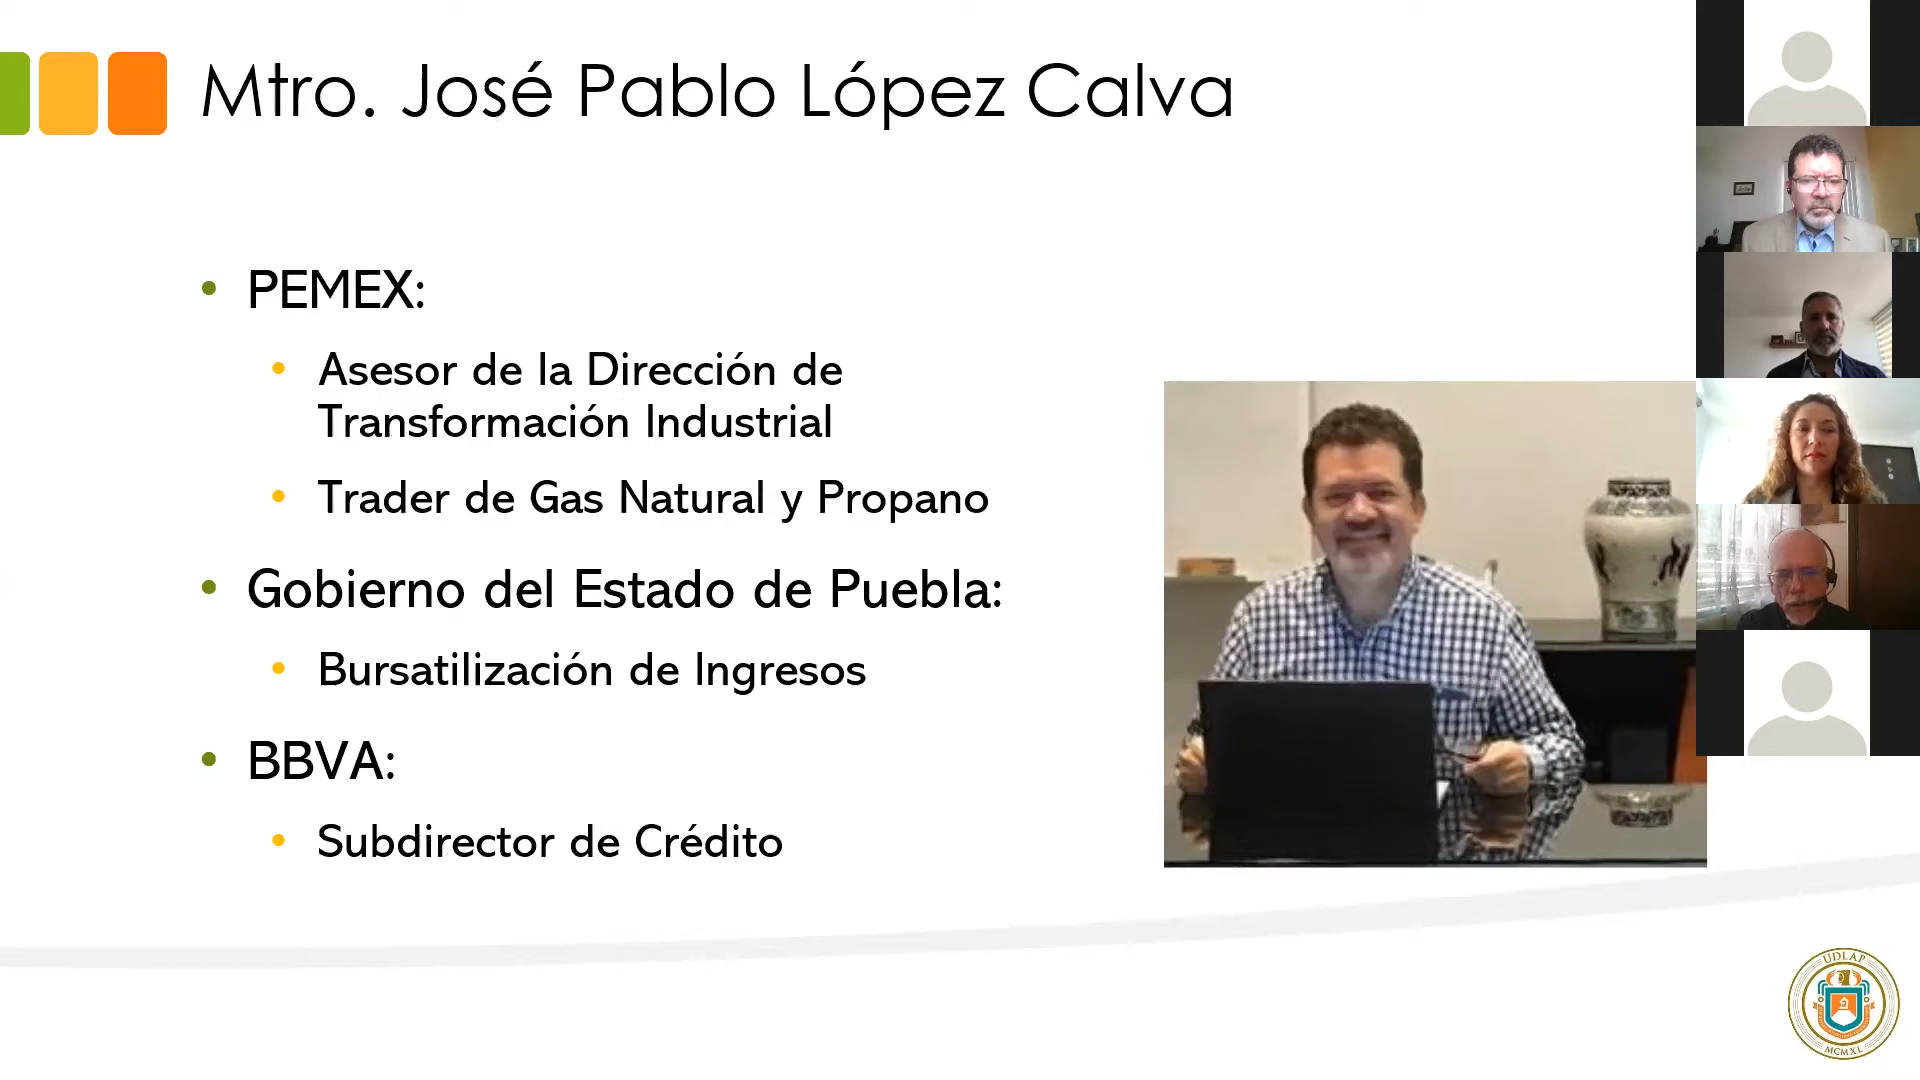 Mtro. José Pablo López Calva
• PEMEX:
• Asesor de la Dirección de
Transformación Industrial
• Trader de Gas Natural y Propano
• Gobierno del Estado de Puebla:
• Bursatilización de Ingresos
• BBVA:
• Subdirector de Crédito
UDLAP
MCMXL